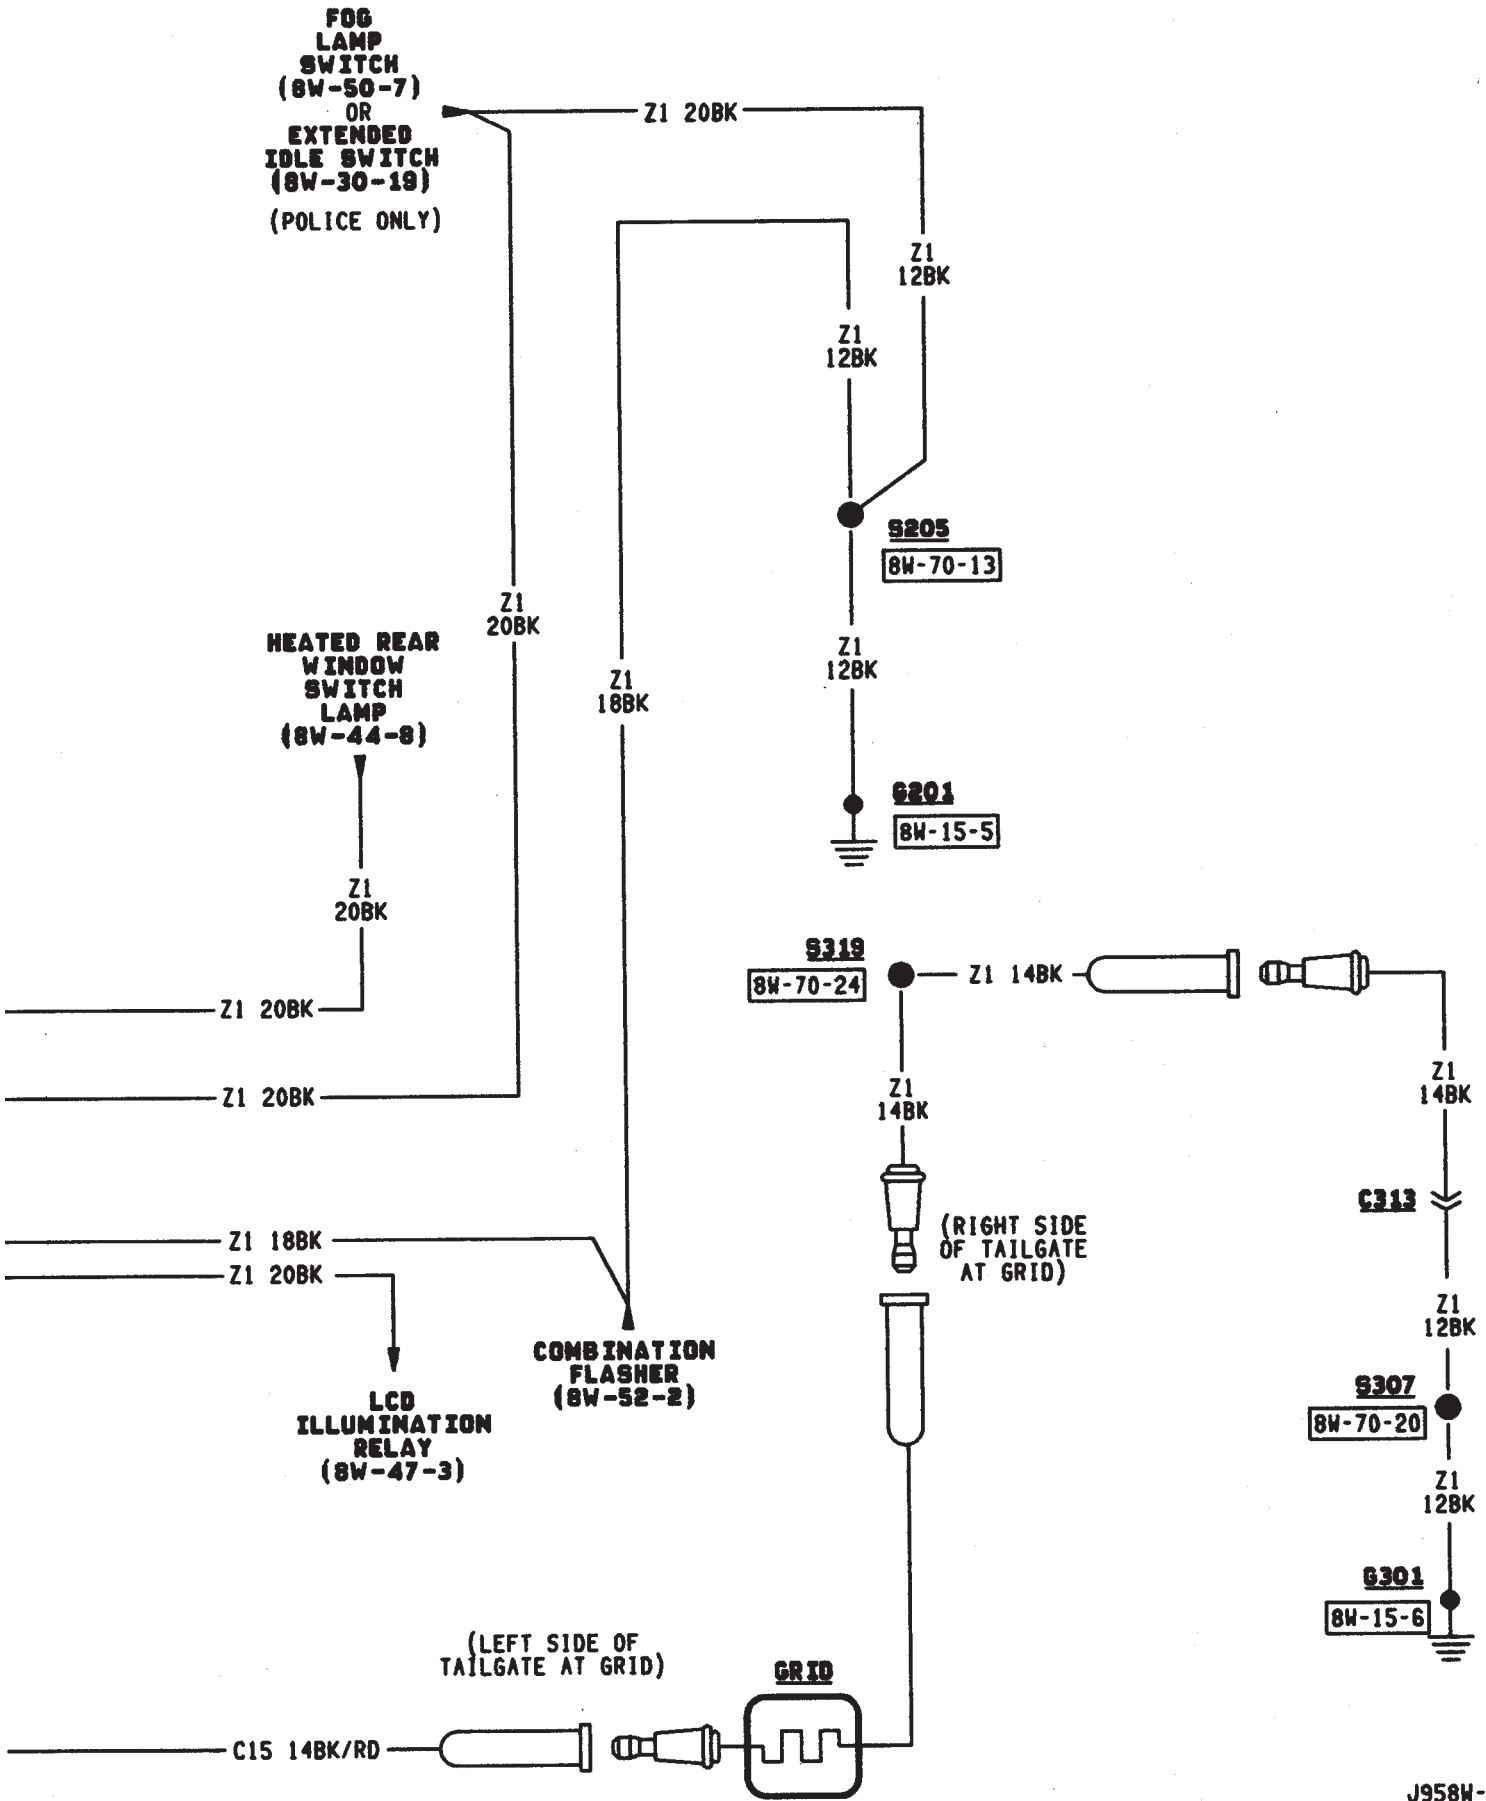 FOG
LAMP
SWITCH
(8W-50-7)
OR
EXTENDED
IDLE SWITCH
(8W-30-19)
(POLICE ONLY)
Z1 20BK
Z1
12BK
Z1
12BK
S205
8W-70-13
Z1
20BK
Z1
12BK
HEATED REAR
WINDOW
SWITCH
LAMP
(8W-44-8)
Z1
18BK
G201
8W-15-5
Z1
20BK
S319
8W-70-24
Z1 14BK
Z1 20BK
Z1
14BK
Z1 20BK
Z1
14BK
C313
Z1 18BK
(RIGHT SIDE
OF TAILGATE
AT GRID)
Z1 20BK
Z1
12BK
COMBINATION
FLASHER
(8W-52-2)
LCD
ILLUMINATION
RELAY
(8W-47-3)
S307
8W-70-20
Z1
12BK
G301
8W-15-6
(LEFT SIDE OF
TAILGATE AT GRID)
GRID
C15 14BK/RD
J958W-